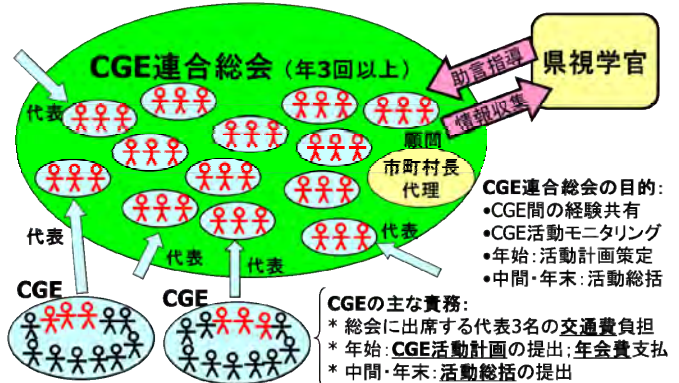 CGE連合総会（年3回以上）
助言指導
県視学官
情報収集
代表
顧問
市町村長
代理
代表
代表
代表
代表
CGE
CGE
CGE連合総会の目的:
•CGE間の経験共有
•CGE活動モニタリング
•年始:活動計画策定
•中間・年末:活動総括
CGEの主な責務:
* 総会に出席する代表3名の交通費負担
* 年始:CGE活動計画の提出;年会費支払
* 中間・年末:活動総括の提出